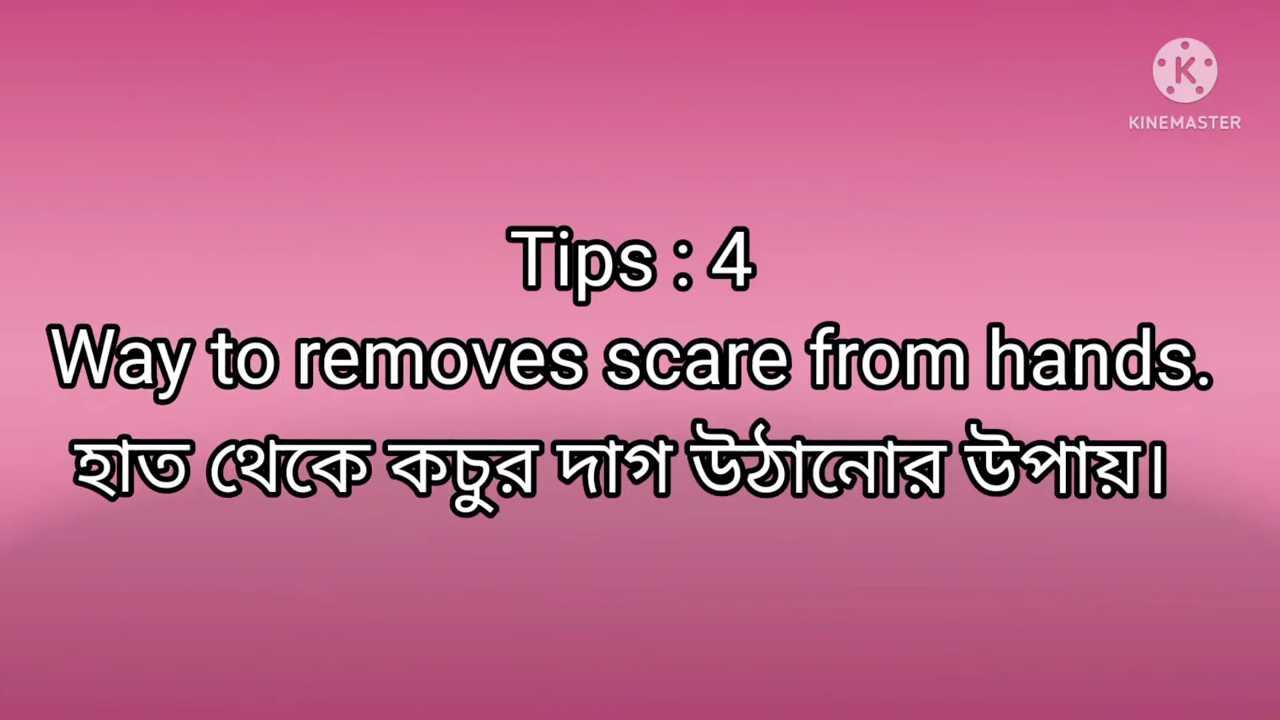 KINEMASTER
Tips : 4
Way to removes scare from hands.
হাত থেকে কচুর দাগ উঠানোর উপায়।